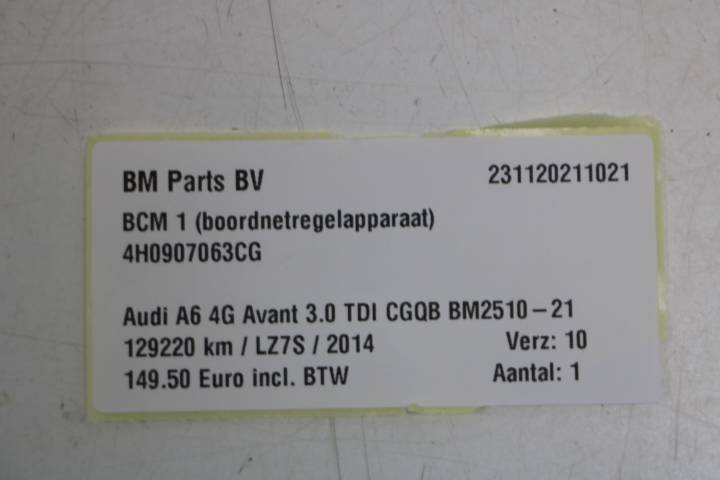 BM Parts BV 231120211021
BCM 1 (boordnetregelapparaat)
4H0907063CG
Audi A6 4G Avant 3.0 TDI CGQB BM2510-21
129220 km / LZ7S / 2014 Verz: 10
149.50 Euro incl. BTW Aantal: 1